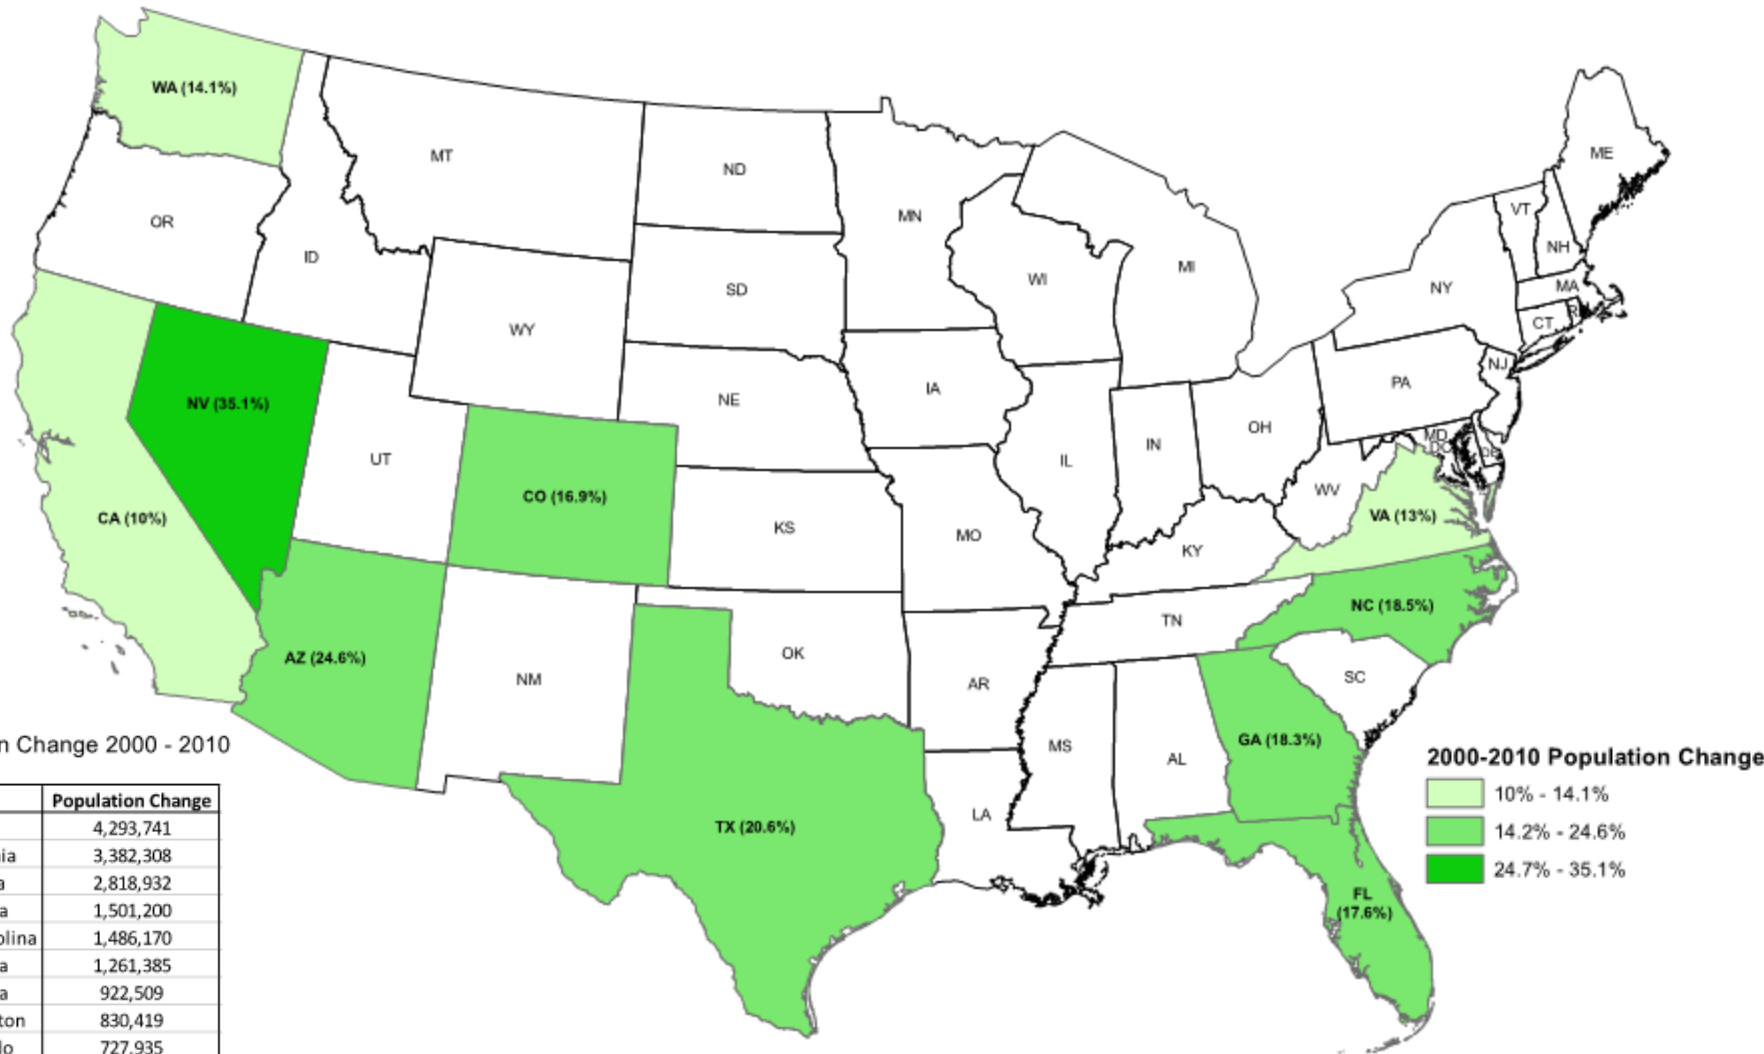 WA (14.1%)
MT
ND
MN
ME
OR
ID
SD
WI
MI
VT
NH
NY
MA
CT
WY
NV (35.1%)
NE
IA
PA
NJ
OH
IN
IL
MD
DC
DE
UT
CO (16.9%)
KS
MO
WV
VA (13%)
CA (10%)
KY
NC (18.5%)
TN
AZ (24.6%)
NM
OK
AR
SC
MS
AL
GA (18.3%)
LA
TX (20.6%)
FL
(17.6%)
n Change 2000 - 2010
Population Change
4,293,741
ia 3,382,308
a 2,818,932
a 1,501,200
olina 1,486,170
a 1,261,385
a 922,509
ton 830,419
lo 727,935
2000-2010 Population Change
10% - 14.1%
14.2% - 24.6%
24.7% - 35.1%